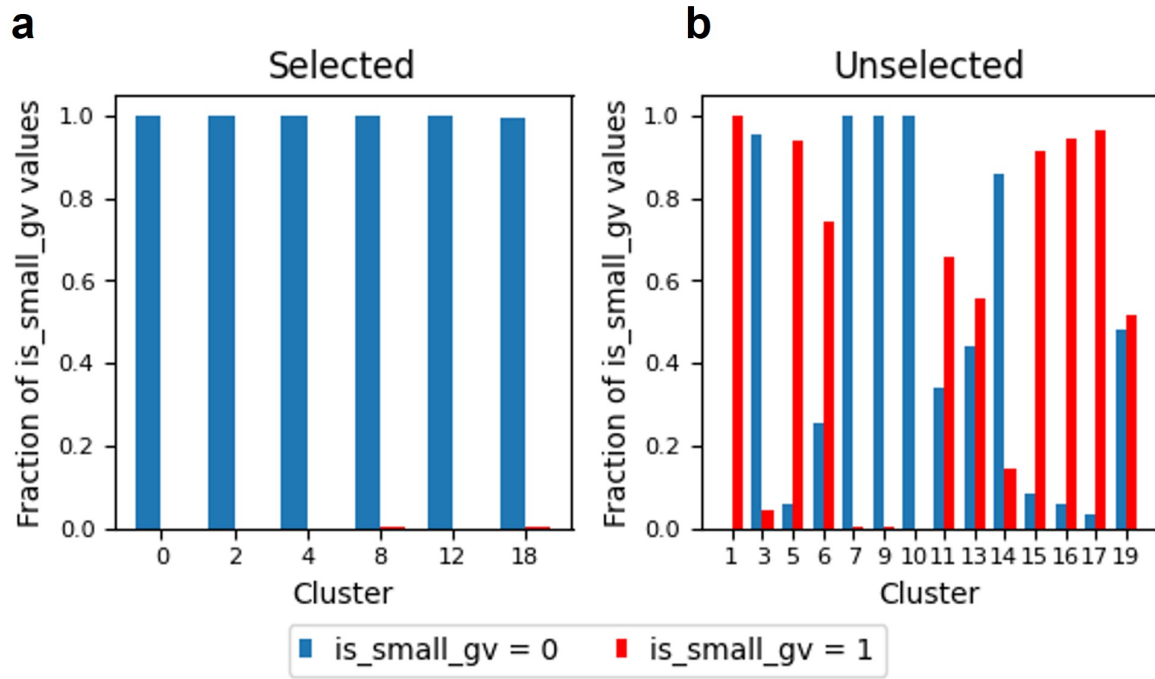 a
Selected
Fraction of is_small_gv values
1.0
0.8
0.6
0.4
0.2
0.0
0 2 4 8 12 18
Cluster
b
Unselected
Fraction of is_small_gv values
1.0
0.8
0.6
0.4
0.2
0.0
1 3 5 6 7 9 10 11 13 14 15 16 17 19
Cluster
is_small_gv = 0
is_small_gv = 1